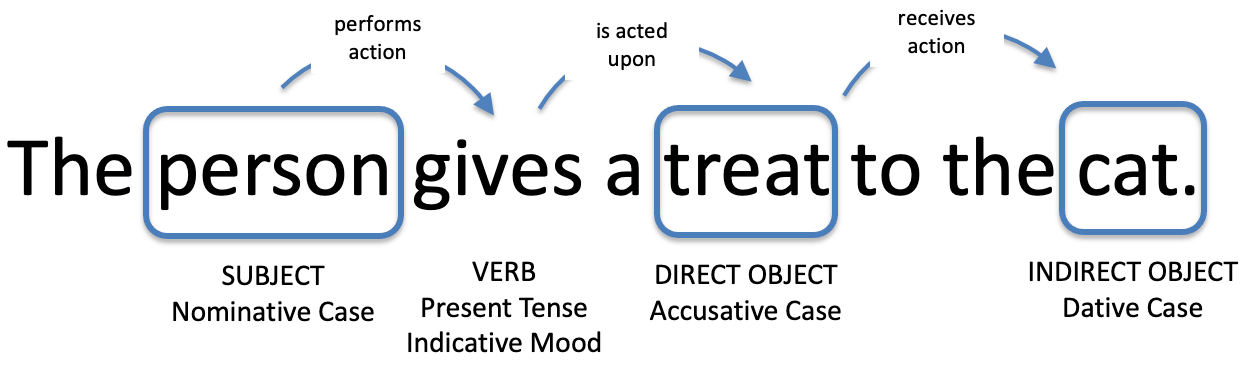 performs
action
is acted
upon
receives
action
The person gives a treat to the cat.
SUBJECT
Nominative Case
VERB
Present Tense
Indicative Mood
DIRECT OBJECT
Accusative Case
INDIRECT OBJECT
Dative Case